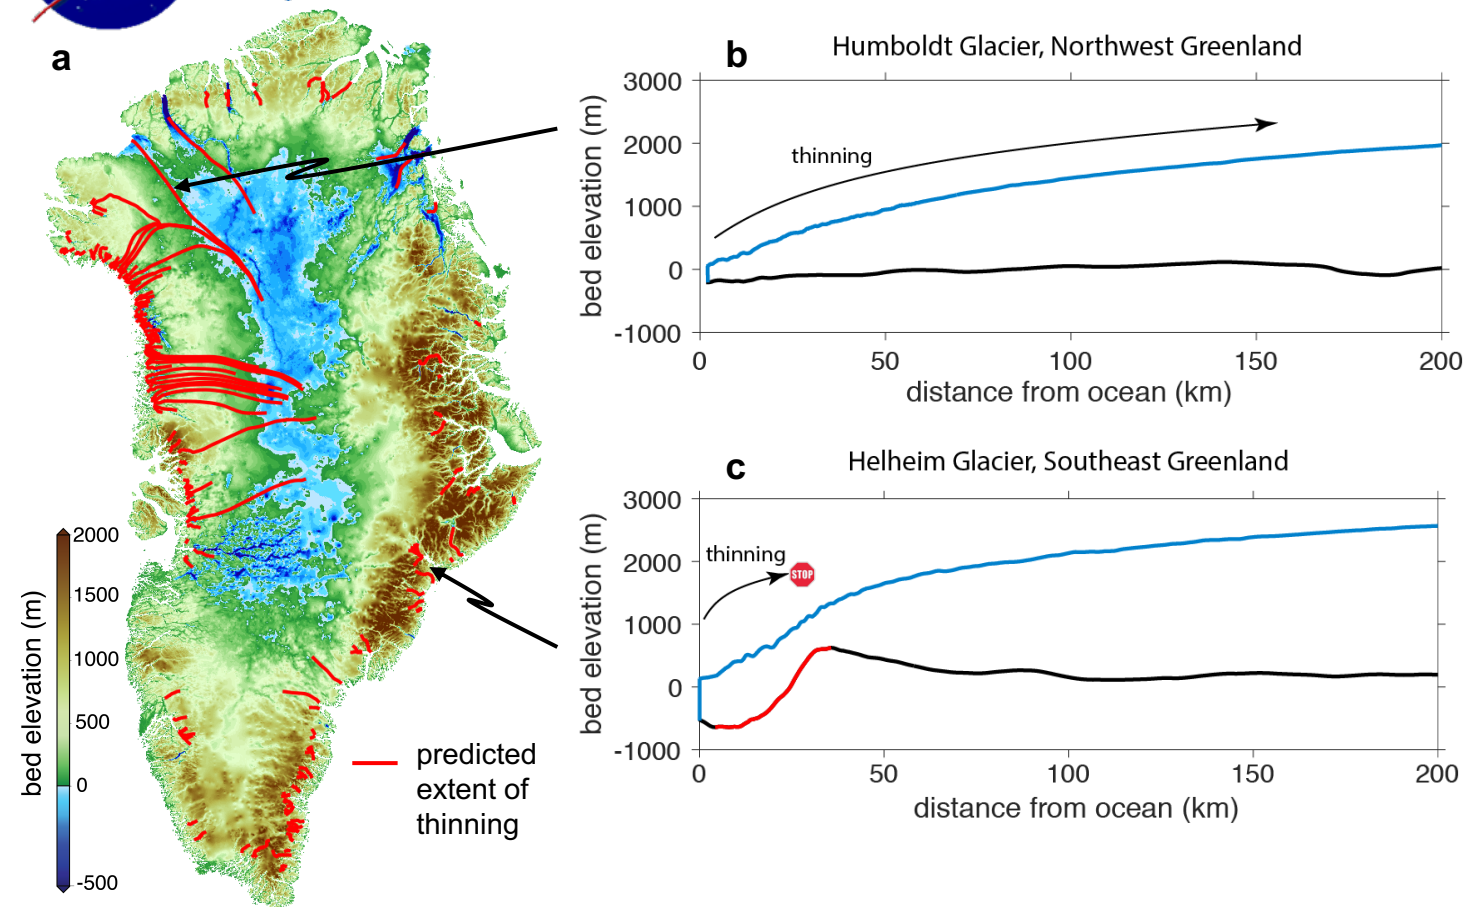 a
2000
1500
1000
500
0
-500
bed elevation (m)
predicted
extent of
thinning
b
Humboldt Glacier, Northwest Greenland
3000
2000
1000
0
-1000
bed elevation (m)
thinning
0 50 100 150 200
distance from ocean (km)
c
Helheim Glacier, Southeast Greenland
3000
2000
1000
0
-1000
bed elevation (m)
thinning
STOP
0 50 100 150 200
distance from ocean (km)